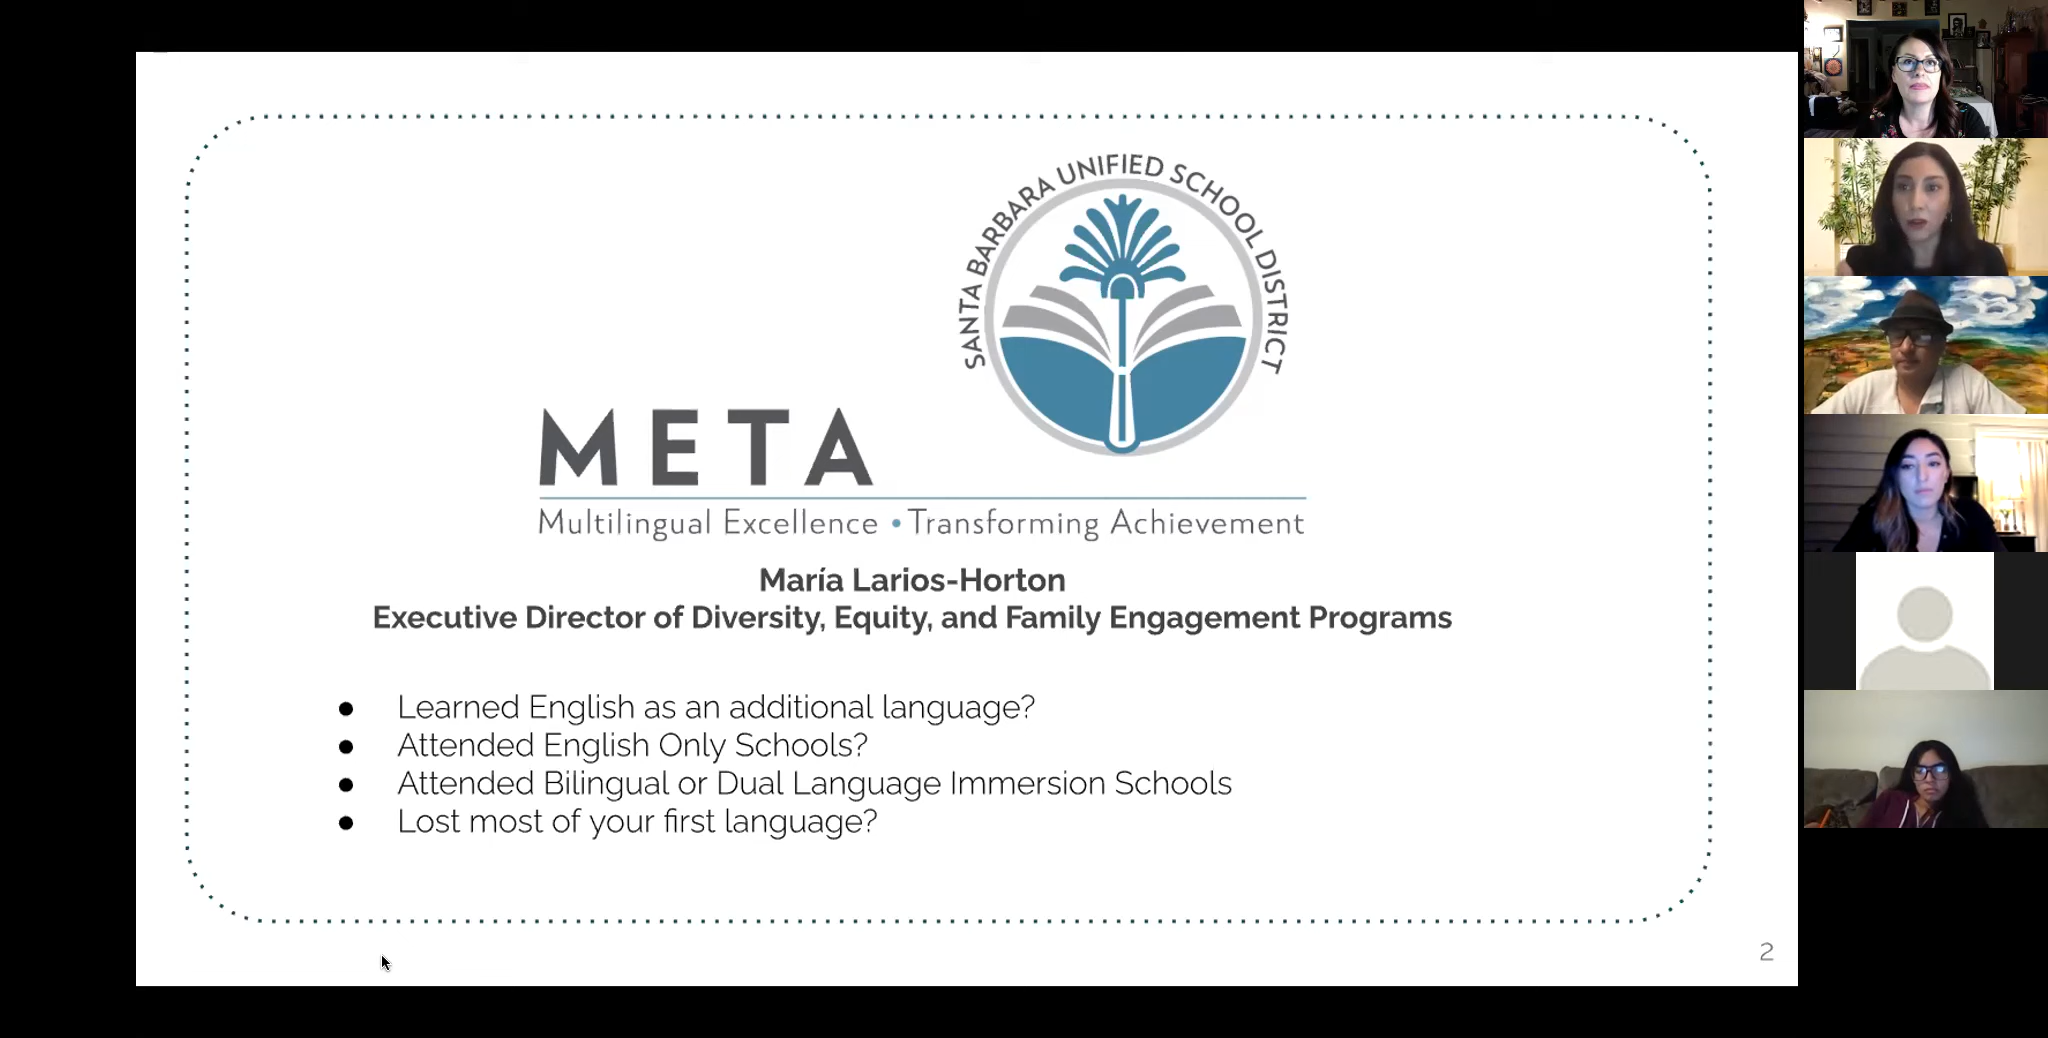 SANTA BARBARA UNIFIED SCHOOL DISTRICT
META
Multilingual Excellence • Transforming Achievement
María Larios-Horton
Executive Director of Diversity, Equity, and Family Engagement Programs
● Learned English as an additional language?
● Attended English Only Schools?
● Attended Bilingual or Dual Language Immersion Schools
● Lost most of your first language?
2